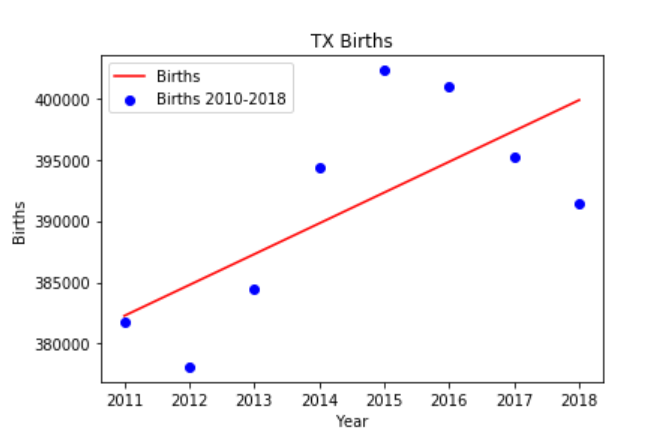 TX Births
Births
Births 2010-2018
400000
395000
390000
385000
380000
Births
2011 2012 2013 2014 2015 2016 2017 2018
Year